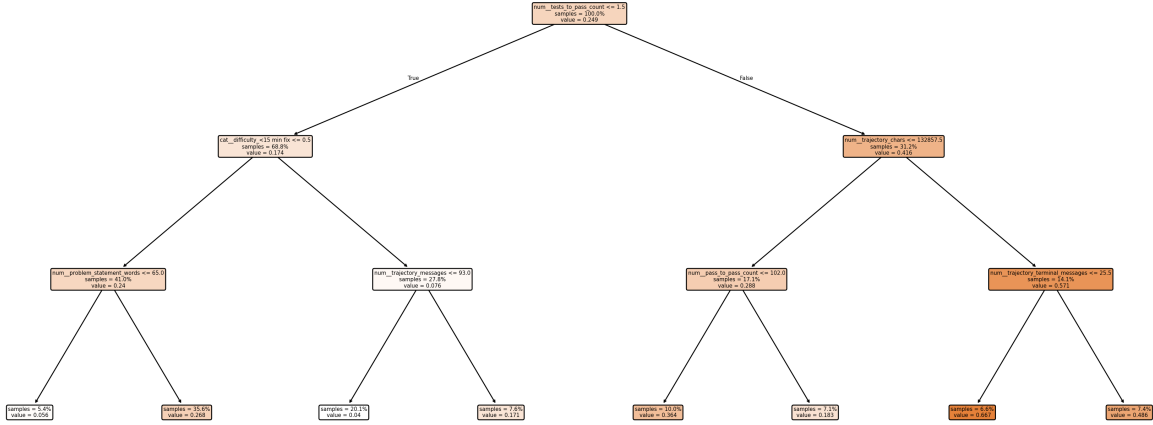 num__tests_to_pass_count <= 1.5
samples = 100.0%
value = 0.249
True
False
cat__difficulty_<15 min fix <= 0.5
samples = 68.8%
value = 0.174
num__trajectory_chars <= 132857.5
samples = 31.2%
value = 0.416
num__problem_statement_words <= 65.0
samples = 41.0%
value = 0.24
num__trajectory_messages <= 93.0
samples = 27.8%
value = 0.076
num__pass_to_pass_count <= 102.0
samples = 17.1%
value = 0.288
num__trajectory_terminal_messages <= 25.5
samples = 14.1%
value = 0.571
samples = 5.4%
value = 0.056
samples = 35.6%
value = 0.268
samples = 20.1%
value = 0.04
samples = 7.6%
value = 0.171
samples = 10.0%
value = 0.364
samples = 7.1%
value = 0.183
samples = 6.6%
value = 0.667
samples = 7.4%
value = 0.486